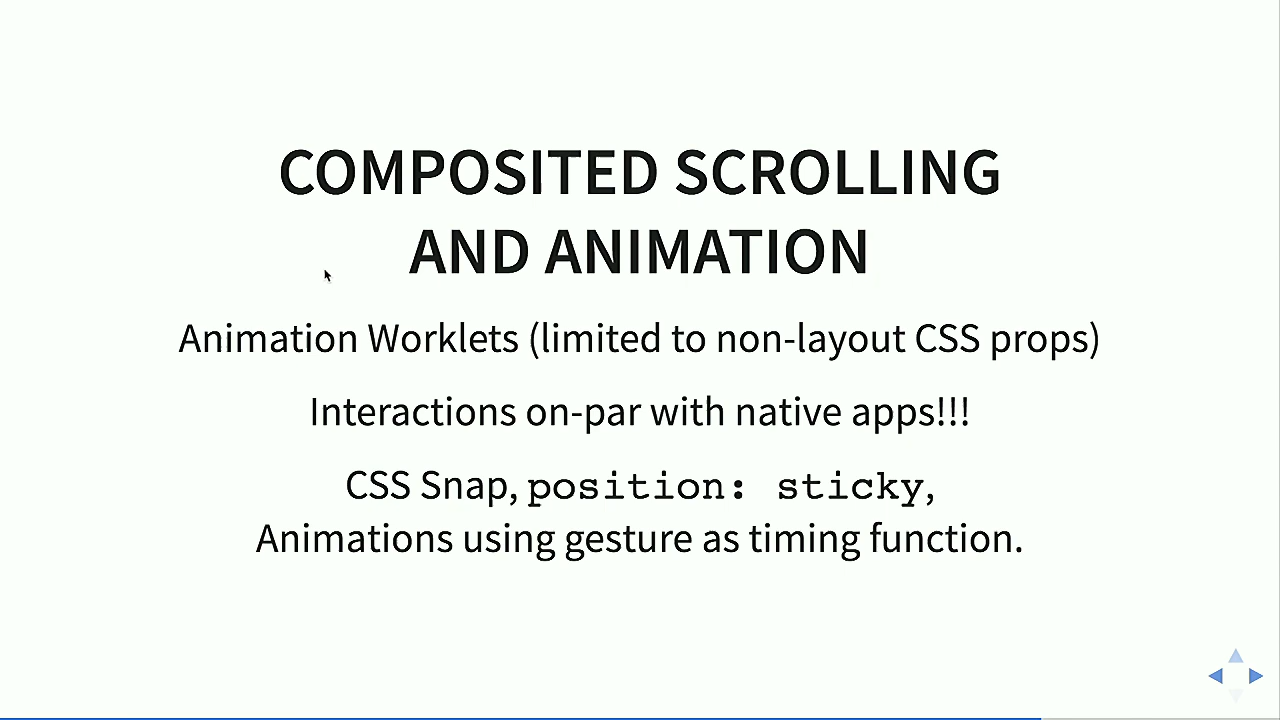 COMPOSITED SCROLLING
AND ANIMATION
Animation Worklets (limited to non-layout CSS props)
Interactions on-par with native apps!!!
CSS Snap, position: sticky,
Animations using gesture as timing function.